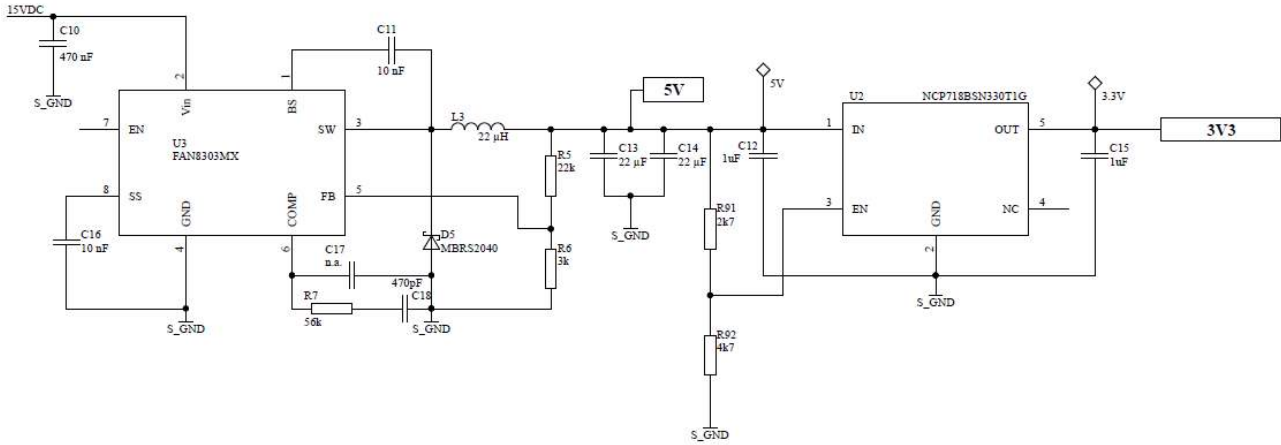 15VDC
C10
470 nF
S_GND
C11
10 nF
2
1
Vin
BS
7
EN
SW
3
U3
FAN8303MX
8
SS
FB
5
GND
COMP
4
6
C16
10 nF
S_GND
C17
n.a.
470pF
C18
R7
56k
S_GND
D5
MBRS2040
L3
22 µH
R5
22k
R6
3k
5V
C13
22 µF
C14
22 µF
S_GND
R91
2k7
R92
4k7
S_GND
5V
C12
1uF
U2
NCP718BSN330T1G
1
IN
OUT
5
3
EN
GND
NC
4
2
S_GND
3.3V
C15
1uF
3V3